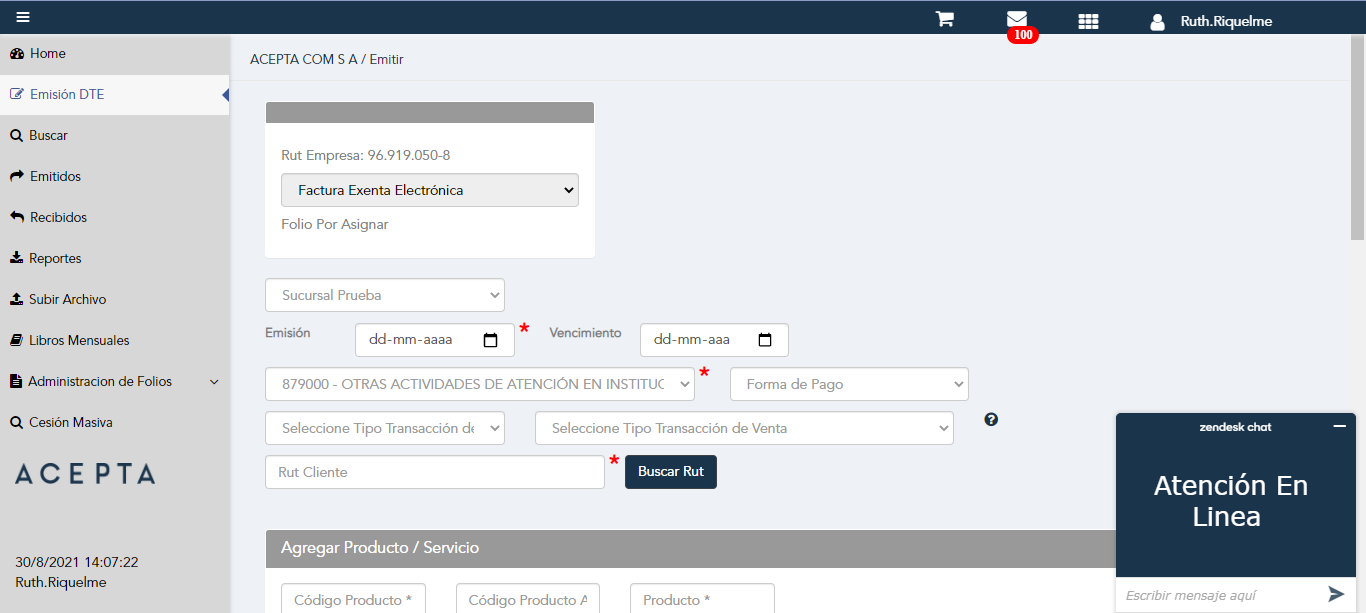 100
Ruth.Riquelme
Home
Emisión DTE
Buscar
Emitidos
Recibidos
Reportes
Subir Archivo
Libros Mensuales
Administracion de Folios
Cesión Masiva
ACEPTA
30/8/2021 14:07:22
Ruth.Riquelme
ACEPTA COM S A / Emitir
Rut Empresa: 96.919.050-8
Factura Exenta Electrónica
Folio Por Asignar
Sucursal Prueba
Emisión dd-mm-aaaa * Vencimiento dd-mm-aaa
879000 - OTRAS ACTIVIDADES DE ATENCIÓN EN INSTITUC * Forma de Pago
Seleccione Tipo Transacción de Seleccione Tipo Transacción de Venta ?
Rut Cliente * Buscar Rut
Agregar Producto / Servicio
Código Producto * Código Producto A Producto *
zendesk chat
Atención En
Linea
Escribir mensaje aquí